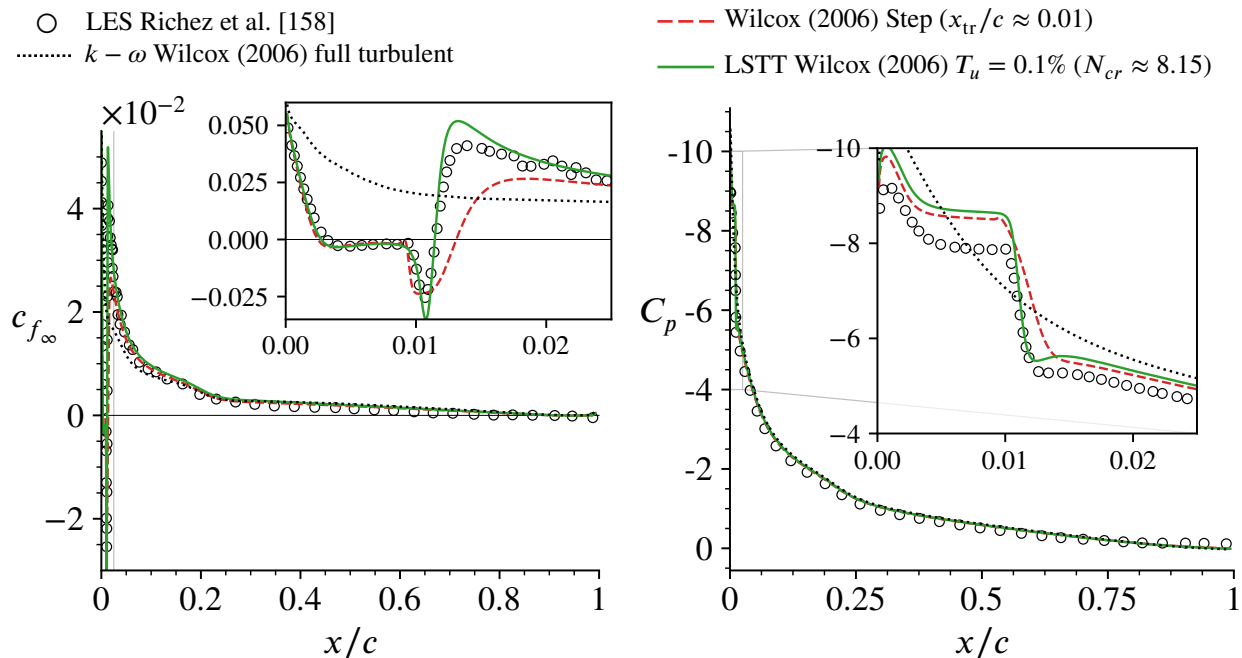 LES Richez et al. [158]
k − ω Wilcox (2006) full turbulent
Wilcox (2006) Step (x_tr/c ≈ 0.01)
LSTT Wilcox (2006) T_u = 0.1% (N_cr ≈ 8.15)
×10⁻²
4
2
0
−2
c_f∞
0 0.2 0.4 0.6 0.8 1
x/c
0.050
0.025
0.000
−0.025
0.00 0.01 0.02
-10
-8
-6
-4
-2
0
C_p
0 0.25 0.5 0.75 1
x/c
−10
−8
−6
−4
0.00 0.01 0.02